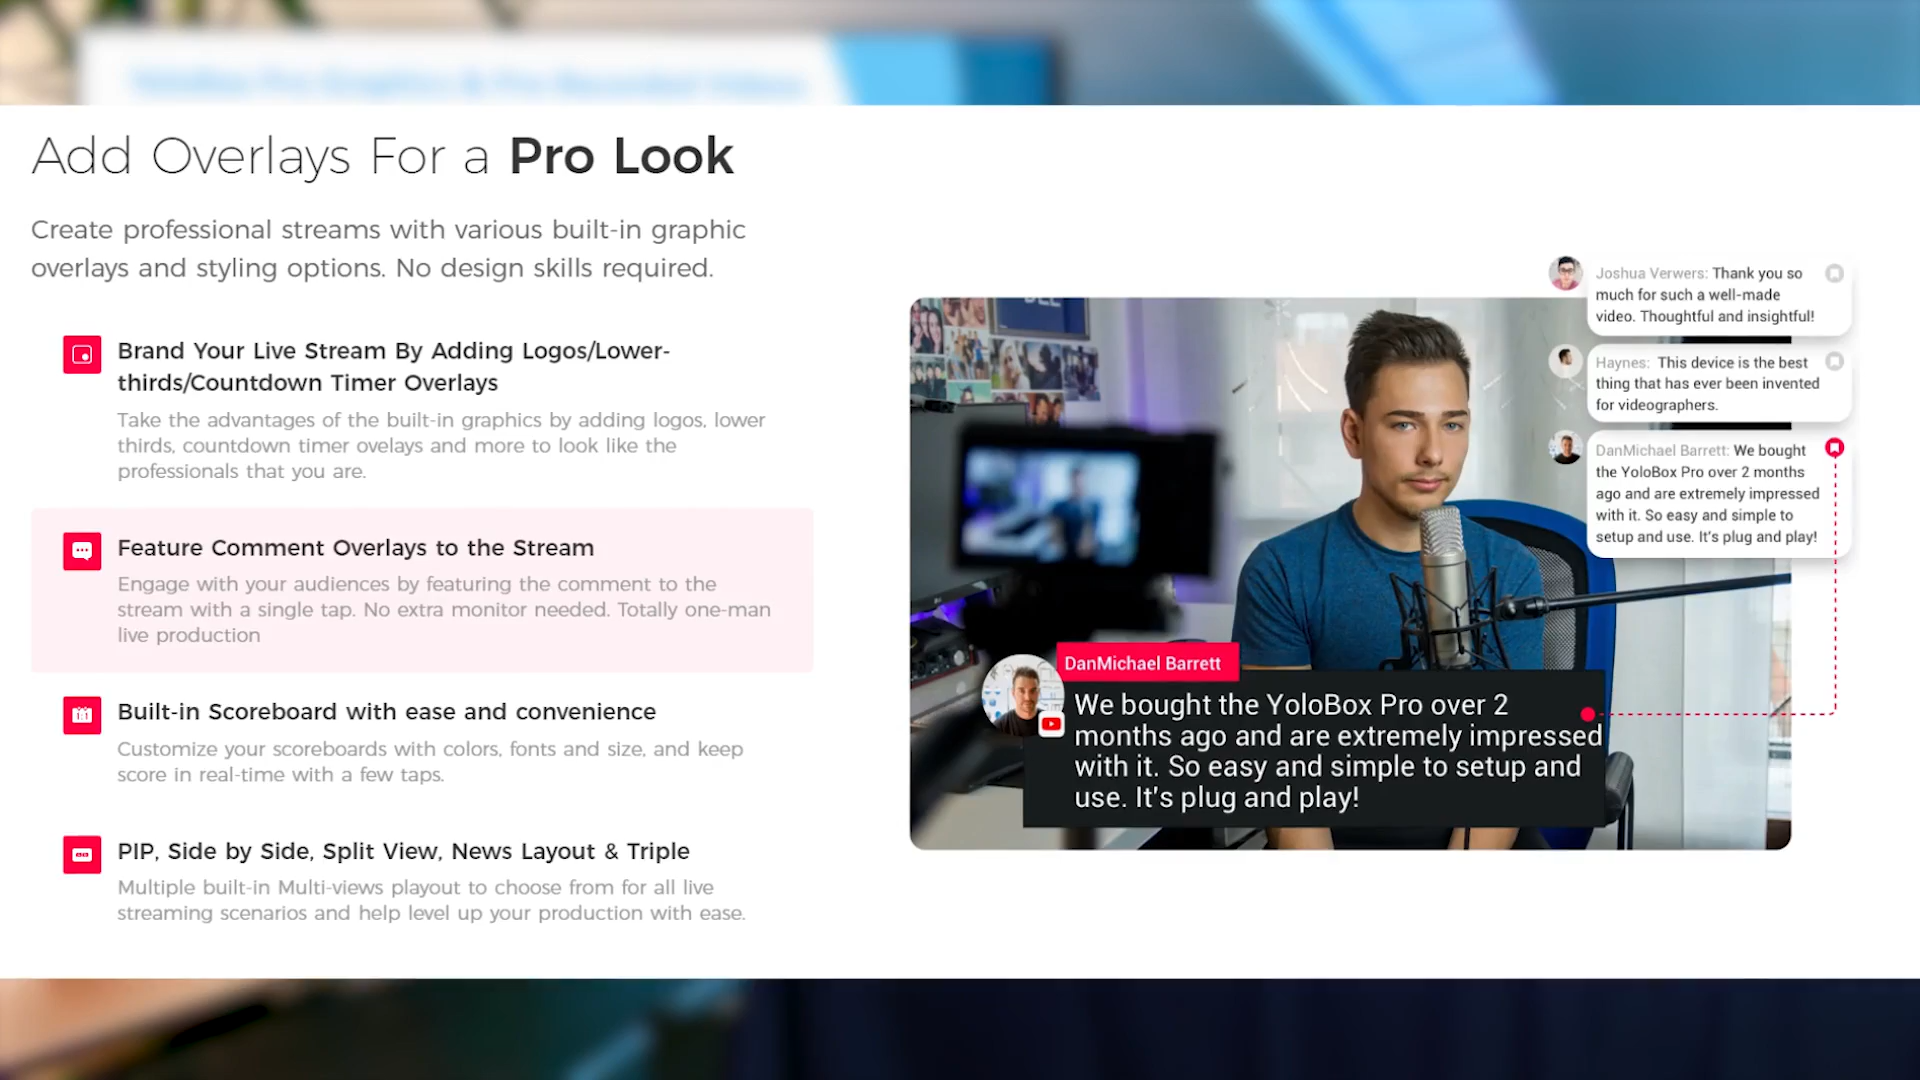 Add Overlays For a Pro Look
Create professional streams with various built-in graphic
overlays and styling options. No design skills required.
Brand Your Live Stream By Adding Logos/Lower-
thirds/Countdown Timer Overlays
Take the advantages of the built-in graphics by adding logos, lower
thirds, countdown timer ovelays and more to look like the
professionals that you are.
Feature Comment Overlays to the Stream
Engage with your audiences by featuring the comment to the
stream with a single tap. No extra monitor needed. Totally one-man
live production
Built-in Scoreboard with ease and convenience
Customize your scoreboards with colors, fonts and size, and keep
score in real-time with a few taps.
PIP, Side by Side, Split View, News Layout & Triple
Multiple built-in Multi-views playout to choose from for all live
streaming scenarios and help level up your production with ease.
Joshua Verwers: Thank you so
much for such a well-made
video. Thoughtful and insightful!
Haynes: This device is the best
thing that has ever been invented
for videographers.
DanMichael Barrett: We bought
the YoloBox Pro over 2 months
ago and are extremely impressed
with it. So easy and simple to
setup and use. It's plug and play!
DanMichael Barrett
We bought the YoloBox Pro over 2
months ago and are extremely impressed
with it. So easy and simple to setup and
use. It's plug and play!